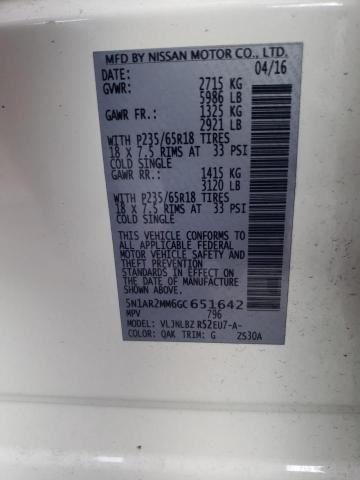 MFD BY NISSAN MOTOR CO., LTD.
DATE: 04/16
GVWR: 2715 KG
5986 LB
GAWR FR.: 1325 KG
2921 LB
WITH P235/65R18 TIRES
18 X 7.5 RIMS AT 33 PSI
COLD SINGLE
GAWR RR.: 1415 KG
3120 LB
WITH P235/65R18 TIRES
18 X 7.5 RIMS AT 33 PSI
COLD SINGLE
THIS VEHICLE CONFORMS TO
ALL APPLICABLE FEDERAL
MOTOR VEHICLE SAFETY
STANDARDS IN EFFECT
ON THE DATE OF
MANUFACTURE SHOWN ABOVE.
5N1AR2MM6GC651642
MPV 796
MODEL: VLJNLBZ R52EU7-A-
COLOR: QAK TRIM: G ZS30A